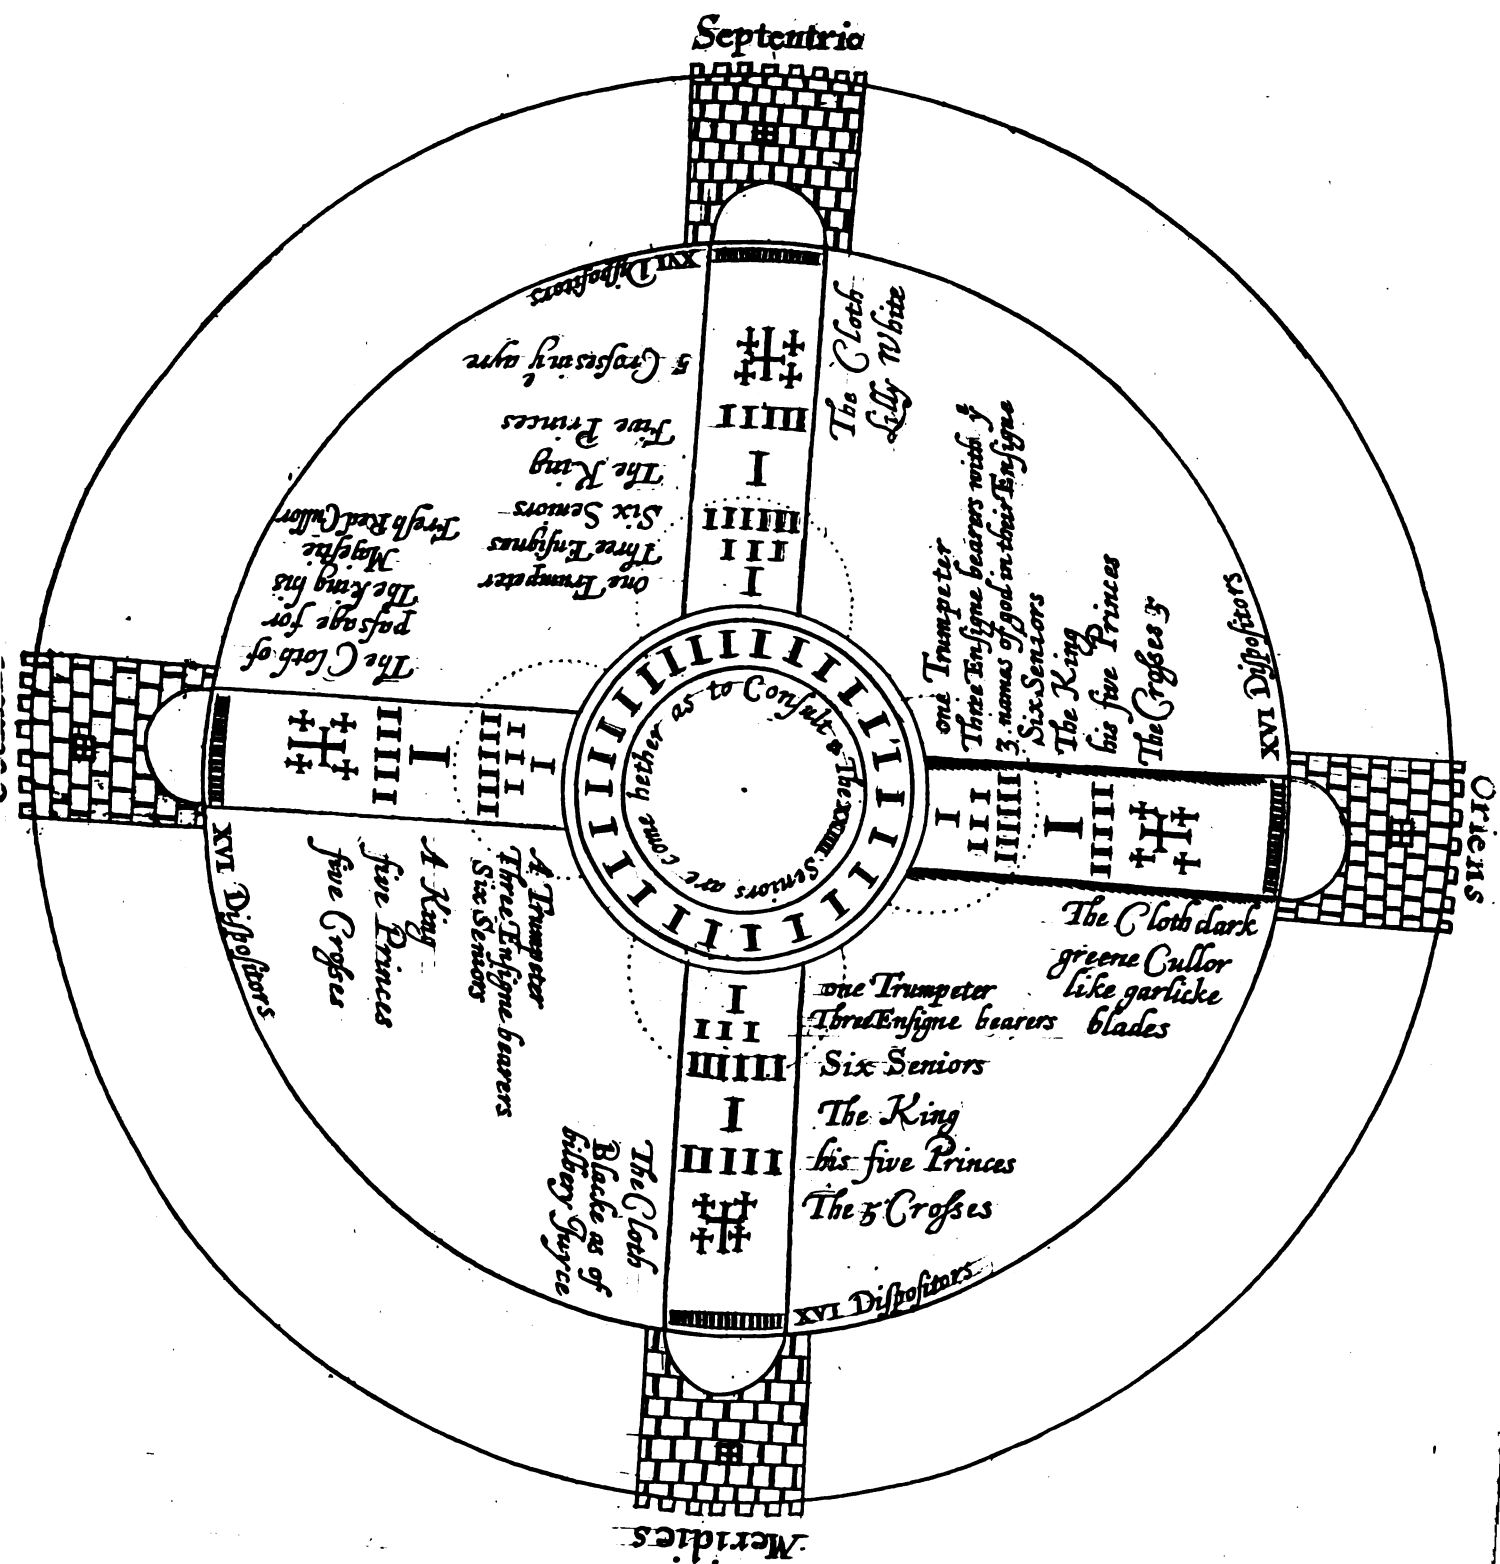 Septentrio
XVI Dispositors
5 Crosses in yᵉ ayre
Five Princes
The King
Six Seniors
Three Ensignes
One Trumpeter
The Cloth
Lilly White
one Trumpeter
Three Ensigne bearers with yᵉ
3 names of god in their Ensigne
Six Seniors
The King
his five Princes
The Crosses 5
XVI Dispositors
Oriens
The Cloth dark
greene Cullor
like garlicke
blades
one Trumpeter
Three Ensigne bearers
Six Seniors
The King
his five Princes
The 5 Crosses
XVI Dispositors
Meridies
The Cloth
Blacke as of
bilbery Juyce
A Trumpeter
Three Ensigne bearers
Six Seniors
A King
five Princes
five Crosses
XVI Dispositors
The Cloth of
passage for
The King his
Majestie
Fresh Red Cullor
The XXIIII Seniors are come hether as to Consult